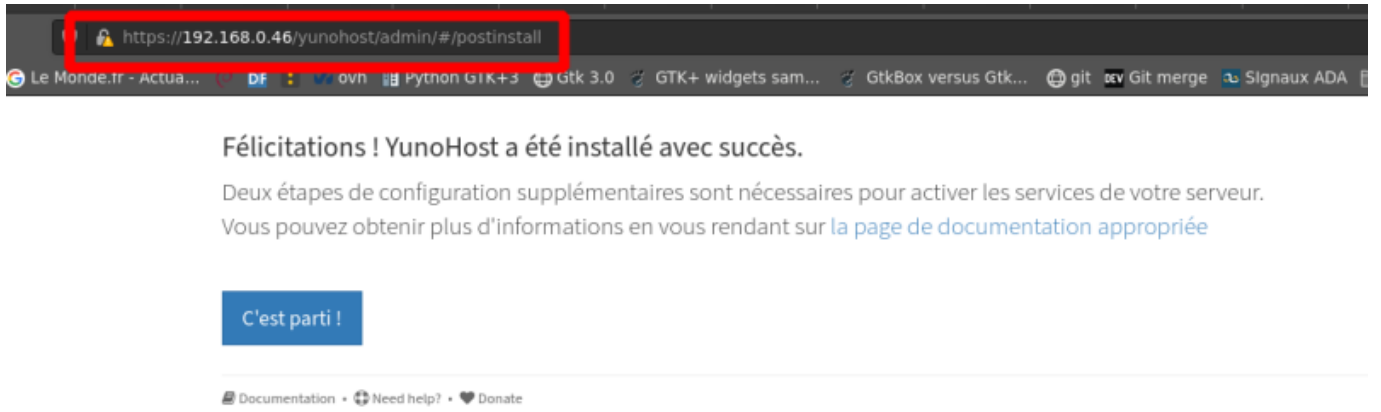 https://192.168.0.46/yunohost/admin/#/postinstall
Le Monde.fr - Actua... DF ovh Python GTK+3 Gtk 3.0 GTK+ widgets sam... GtkBox versus Gtk... git DEV Git merge SIgnaux ADA
Félicitations ! YunoHost a été installé avec succès.
Deux étapes de configuration supplémentaires sont nécessaires pour activer les services de votre serveur.
Vous pouvez obtenir plus d'informations en vous rendant sur la page de documentation appropriée
C'est parti !
Documentation • Need help? • Donate